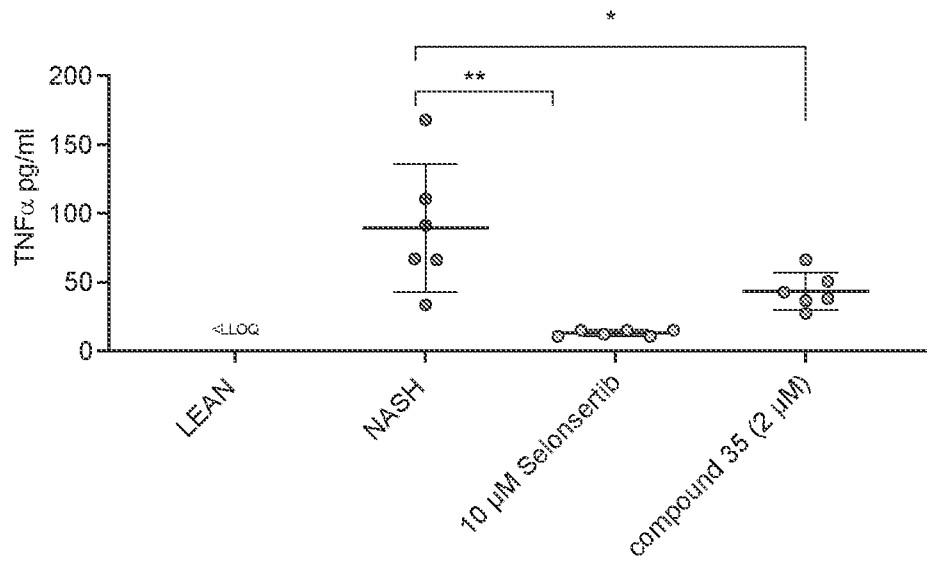 *
**
200
150
100
50
0
TNFα pg/ml
<LLOQ
LEAN
NASH
10 µM Selonsertib
compound 35 (2 µM)